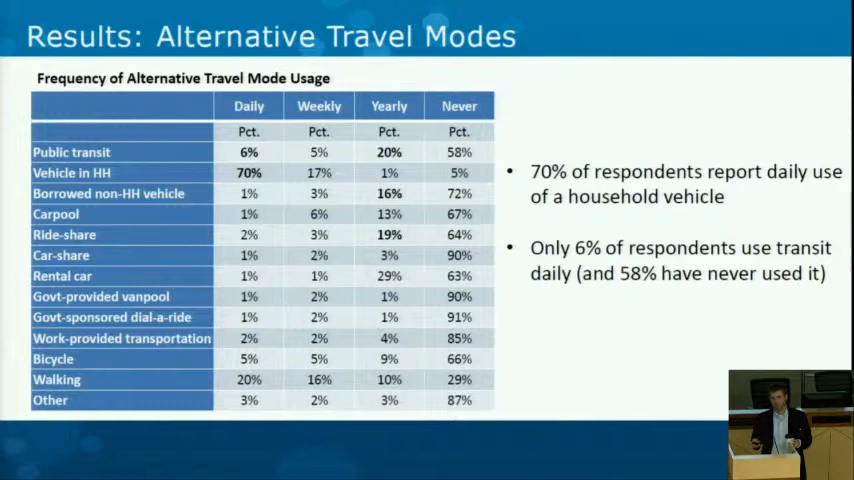 Results: Alternative Travel Modes
Frequency of Alternative Travel Mode Usage
Daily Weekly Yearly Never
Pct. Pct. Pct. Pct.
Public transit 6% 5% 20% 58%
Vehicle in HH 70% 17% 1% 5%
Borrowed non-HH vehicle 1% 3% 16% 72%
Carpool 1% 6% 13% 67%
Ride-share 2% 3% 19% 64%
Car-share 1% 2% 3% 90%
Rental car 1% 1% 29% 63%
Govt-provided vanpool 1% 2% 1% 90%
Govt-sponsored dial-a-ride 1% 2% 1% 91%
Work-provided transportation 2% 2% 4% 85%
Bicycle 5% 5% 9% 66%
Walking 20% 16% 10% 29%
Other 3% 2% 3% 87%
• 70% of respondents report daily use
of a household vehicle
• Only 6% of respondents use transit
daily (and 58% have never used it)